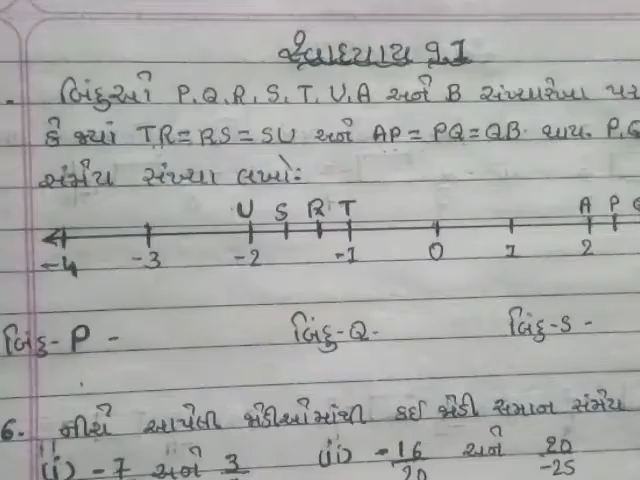 સ્વાધ્યાય 9.1
બિંદુઓ P, Q, R, S, T, U, A અને B સંખ્યારેખા પર
કે જ્યાં TR = RS = SU અને AP = PQ = QB થાય. P, Q
સંમેય સંખ્યા લખો:
U S R T A P Q
-4 -3 -2 -1 0 1 2
બિંદુ - P - બિંદુ - Q - બિંદુ - S -
6. નીચે આપેલી જોડીઓમાંથી કઈ જોડી સમાન સંમેય
(i) -7 અને 3 (ii) -16/20 અને 20/-25